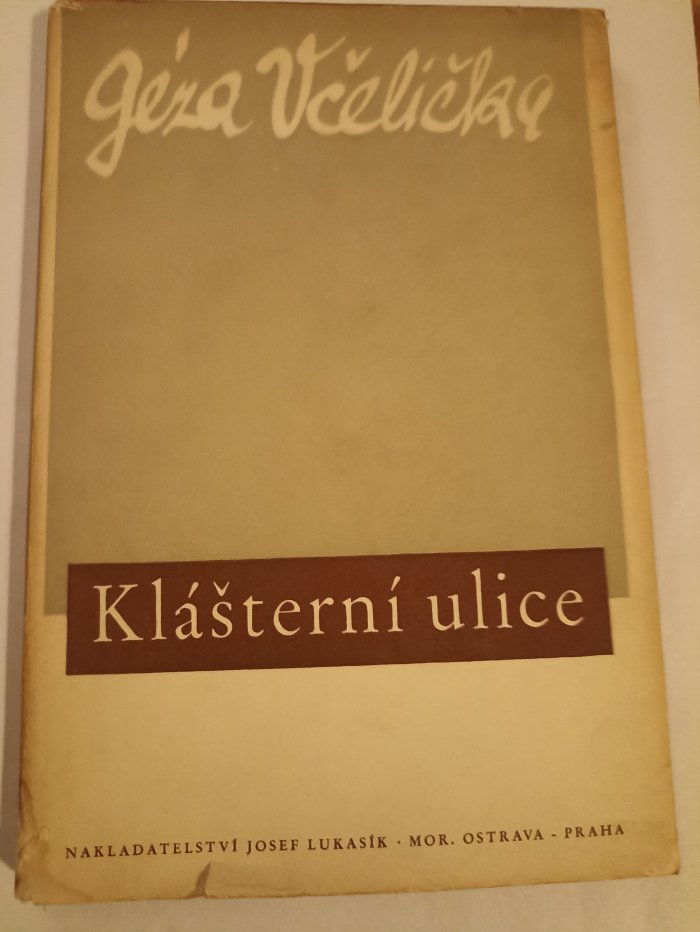 Géza Včelička
Klášterní ulice
NAKLADATELSTVÍ JOSEF LUKASÍK · MOR. OSTRAVA - PRAHA